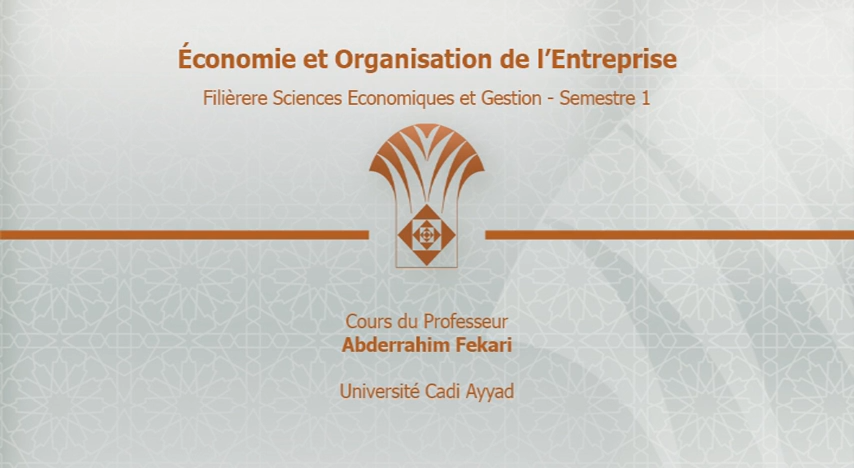 Économie et Organisation de l’Entreprise
Filièrere Sciences Economiques et Gestion - Semestre 1
Cours du Professeur
Abderrahim Fekari
Université Cadi Ayyad